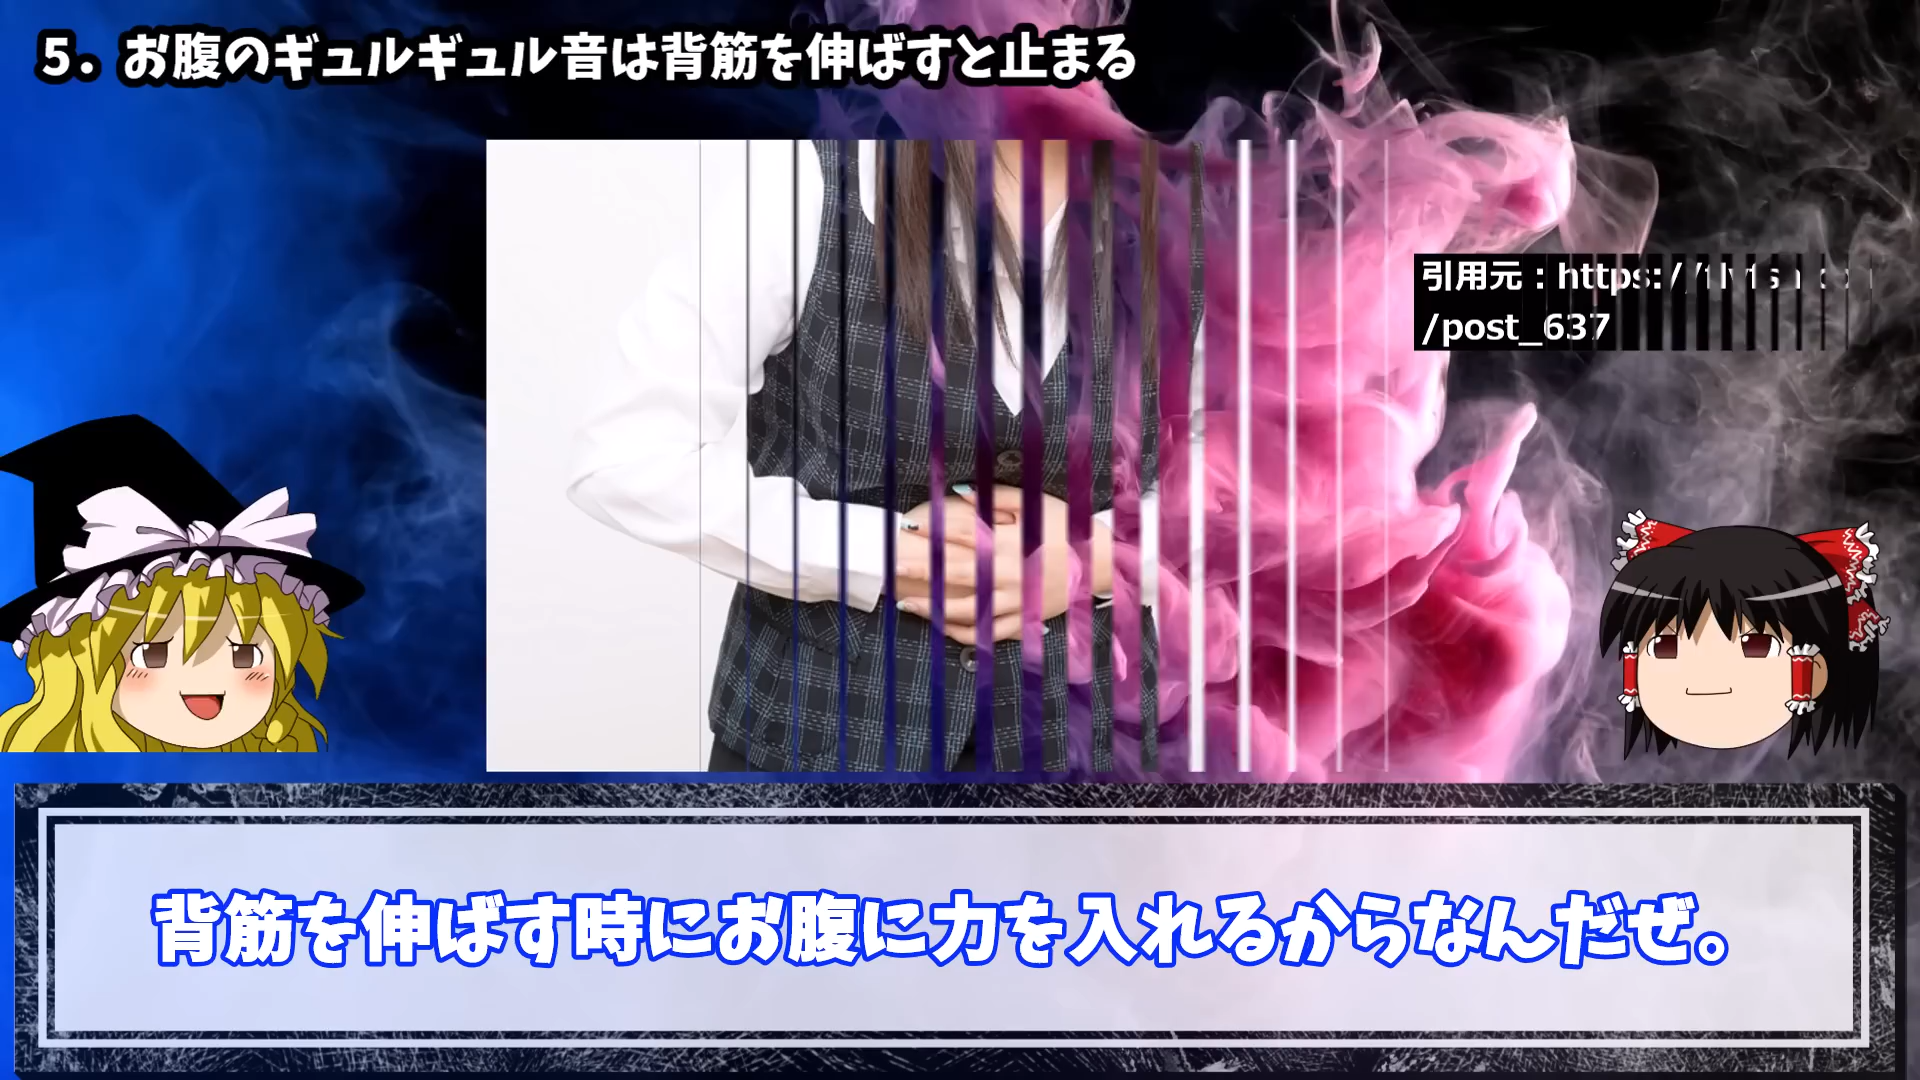 5．お腹のギュルギュル音は背筋を伸ばすと止まる
引用元：https://
/post_637
背筋を伸ばす時にお腹に力を入れるからなんだぜ。